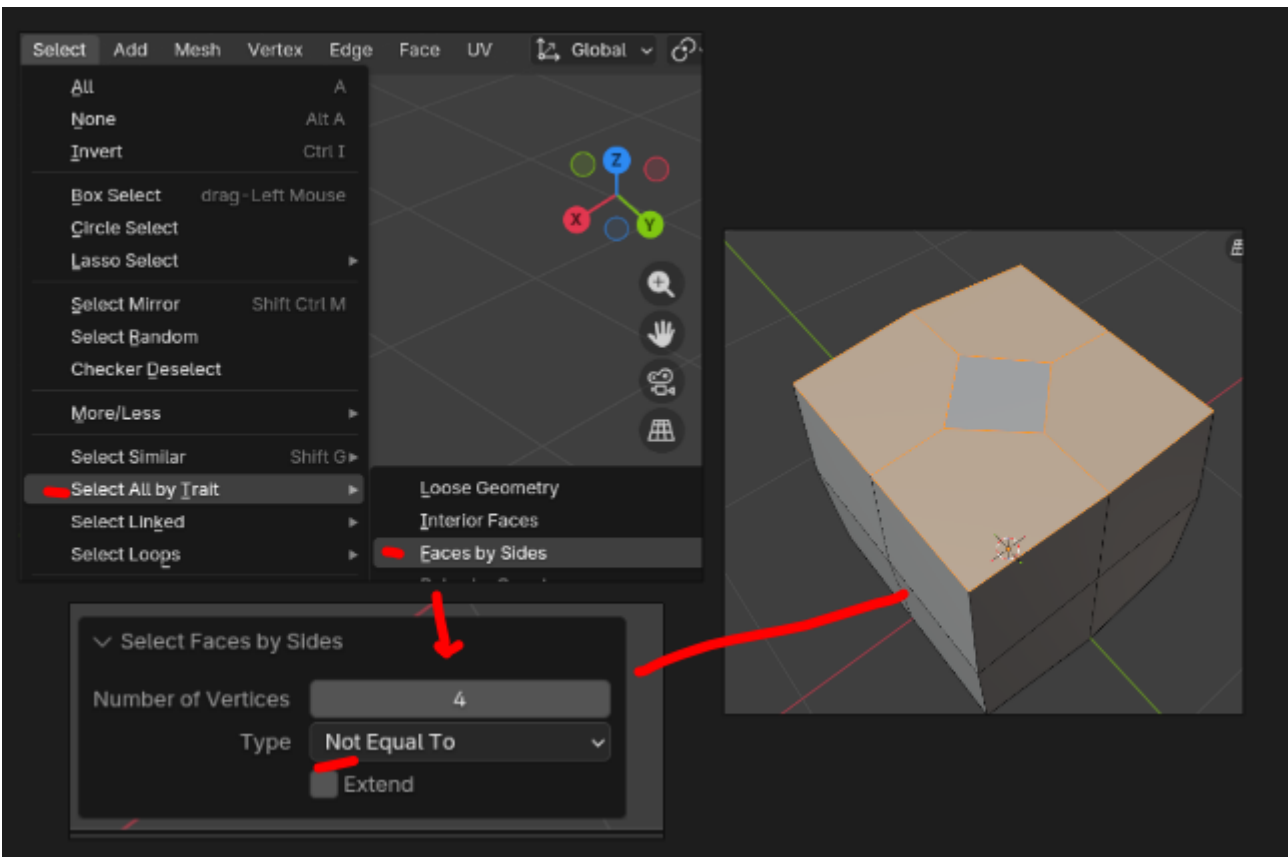 Select Add Mesh Vertex Edge Face UV Global
All A
None Alt A
Invert Ctrl I
Box Select drag-Left Mouse
Circle Select
Lasso Select
Select Mirror Shift Ctrl M
Select Random
Checker Deselect
More/Less
Select Similar Shift G
Select All by Trait
Select Linked
Select Loops
Z
X
Y
Loose Geometry
Interior Faces
Faces by Sides
Select Faces by Sides
Number of Vertices 4
Type Not Equal To
Extend